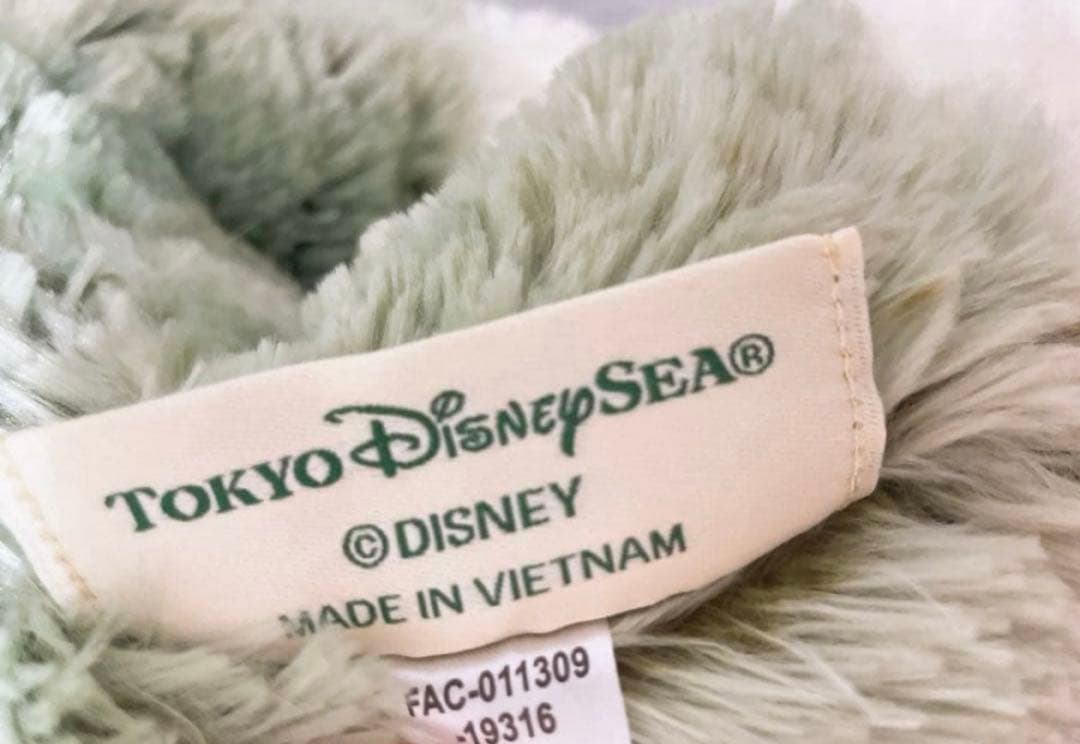 TOKYO DISNEYSEA®
©DISNEY
MADE IN VIETNAM
FAC-011309
-19316